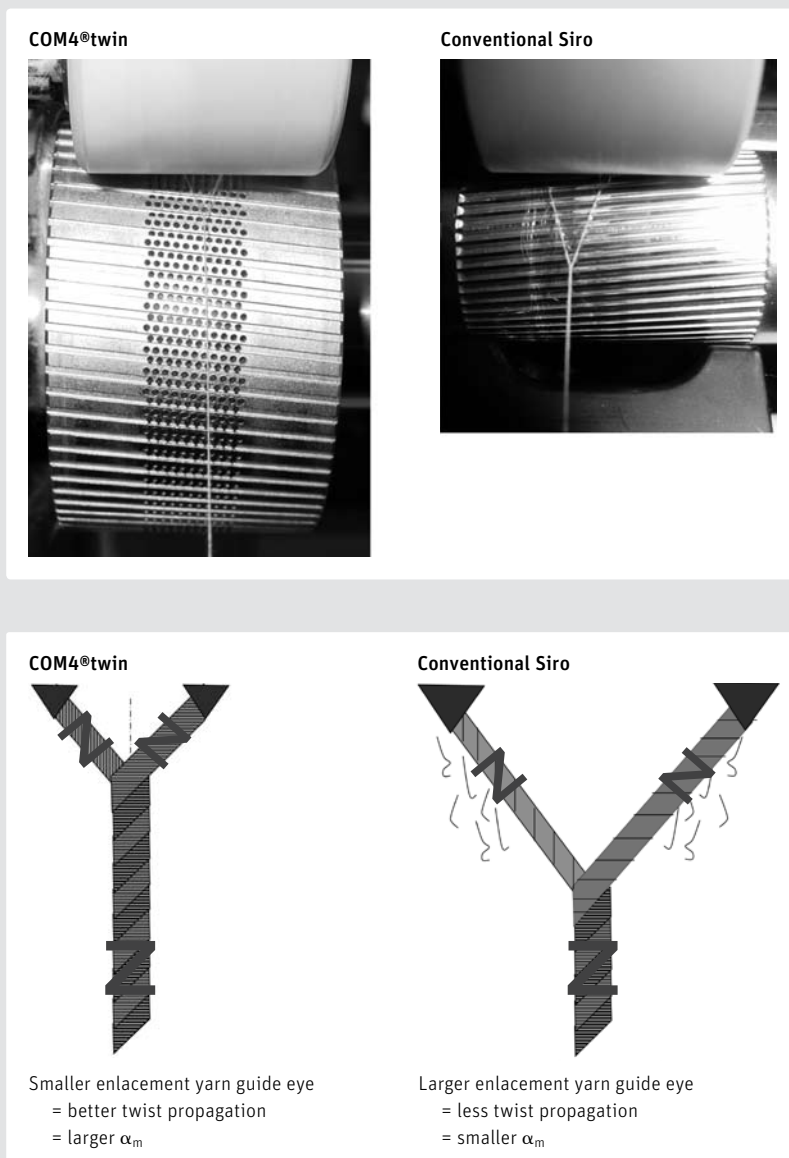 COM4®twin
Conventional Siro
COM4®twin
Conventional Siro
Z
Z
Z
Z
Z
Z
Smaller enlacement yarn guide eye
= better twist propagation
= larger αm
Larger enlacement yarn guide eye
= less twist propagation
= smaller αm